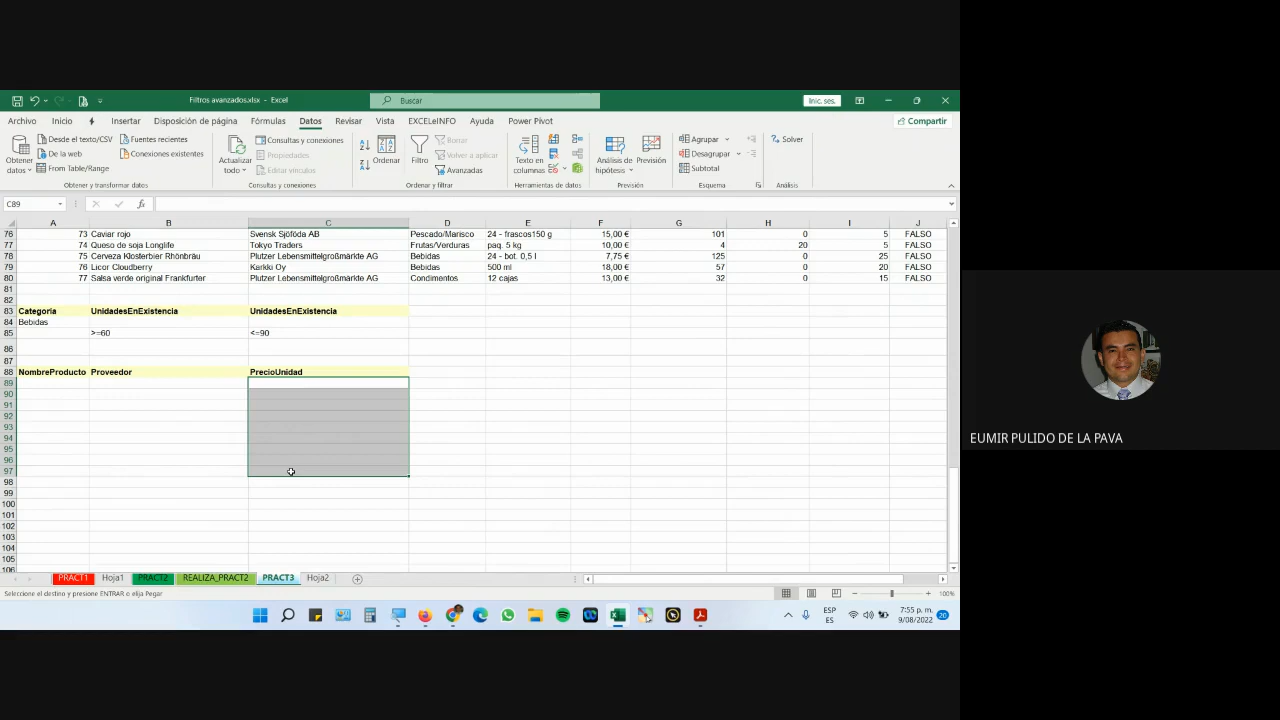 Filtros avanzados.xlsx - Excel
Buscar
Inic. ses.
Archivo Inicio Insertar Disposición de página Fórmulas Datos Revisar Vista EXCELeINFO Ayuda Power Pivot Compartir
Obtener datos
Desde el texto/CSV
De la web
From Table/Range
Fuentes recientes
Conexiones existentes
Obtener y transformar datos
Actualizar todo
Consultas y conexiones
Propiedades
Editar vínculos
Consultas y conexiones
Ordenar
Filtro
Borrar
Volver a aplicar
Avanzadas
Ordenar y filtrar
Texto en columnas
Herramientas de datos
Análisis de hipótesis
Previsión
Previsión
Agrupar
Desagrupar
Subtotal
Esquema
Solver
Análisis
C89
A B C D E F G H I J
76 73 Caviar rojo Svensk Sjöföda AB Pescado/Marisco 24 - frascos150 g 15,00 € 101 0 5 FALSO
77 74 Queso de soja Longlife Tokyo Traders Frutas/Verduras paq. 5 kg 10,00 € 4 20 5 FALSO
78 75 Cerveza Klosterbier Rhönbräu Plutzer Lebensmittelgroßmärkte AG Bebidas 24 - bot. 0,5 l 7,75 € 125 0 25 FALSO
79 76 Licor Cloudberry Karkki Oy Bebidas 500 ml 18,00 € 57 0 20 FALSO
80 77 Salsa verde original Frankfurter Plutzer Lebensmittelgroßmärkte AG Condimentos 12 cajas 13,00 € 32 0 15 FALSO
81
82
83 Categoría UnidadesEnExistencia UnidadesEnExistencia
84 Bebidas
85 >=60 <=90
86
87
88 NombreProducto Proveedor PrecioUnidad
89
90
91
92
93
94
95
96
97
98
99
100
101
102
103
104
105
106
PRACT1 Hoja1 PRACT2 REALIZA_PRACT2 PRACT3 Hoja2
Seleccione el destino y presione ENTRAR o elija Pegar
100%
ESP
ES
7:55 p. m.
9/08/2022
20
EUMIR PULIDO DE LA PAVA